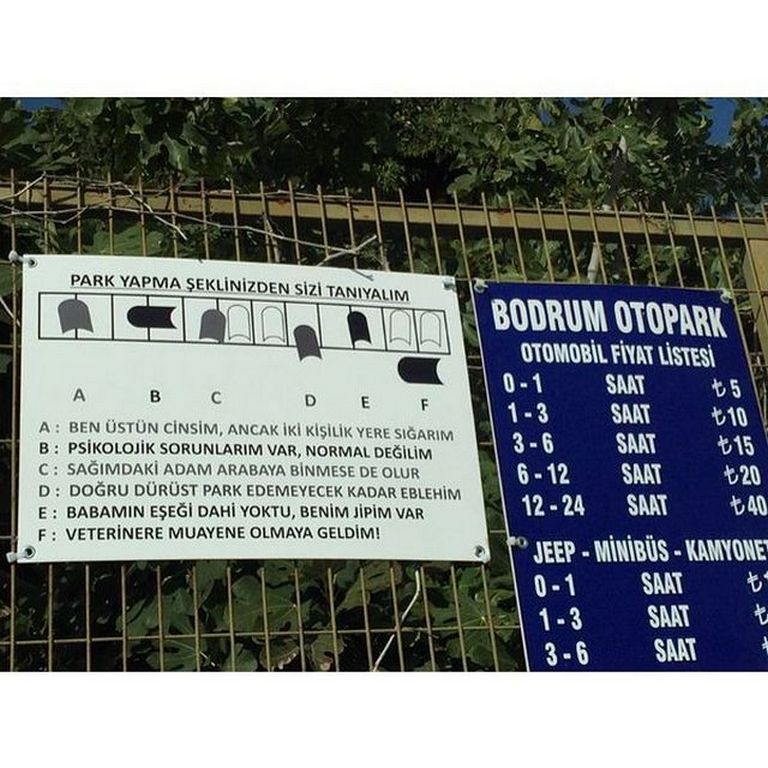 PARK YAPMA ŞEKLİNİZDEN SİZİ TANIYALIM
A B C D E F
A : BEN ÜSTÜN CİNSİM, ANCAK İKİ KİŞİLİK YERE SIĞARIM
B : PSİKOLOJİK SORUNLARIM VAR, NORMAL DEĞİLİM
C : SAĞIMDAKİ ADAM ARABAYA BİNMESE DE OLUR
D : DOĞRU DÜRÜST PARK EDEMEYECEK KADAR EBLEHİM
E : BABAMIN EŞEĞİ DAHİ YOKTU, BENİM JİPİM VAR
F : VETERİNERE MUAYENE OLMAYA GELDİM!
BODRUM OTOPARK
OTOMOBİL FİYAT LİSTESİ
0 - 1 SAAT ₺ 5
1 - 3 SAAT ₺10
3 - 6 SAAT ₺15
6 - 12 SAAT ₺20
12 - 24 SAAT ₺40
JEEP - MİNİBÜS - KAMYONET
0 - 1 SAAT ₺
1 - 3 SAAT ₺
3 - 6 SAAT